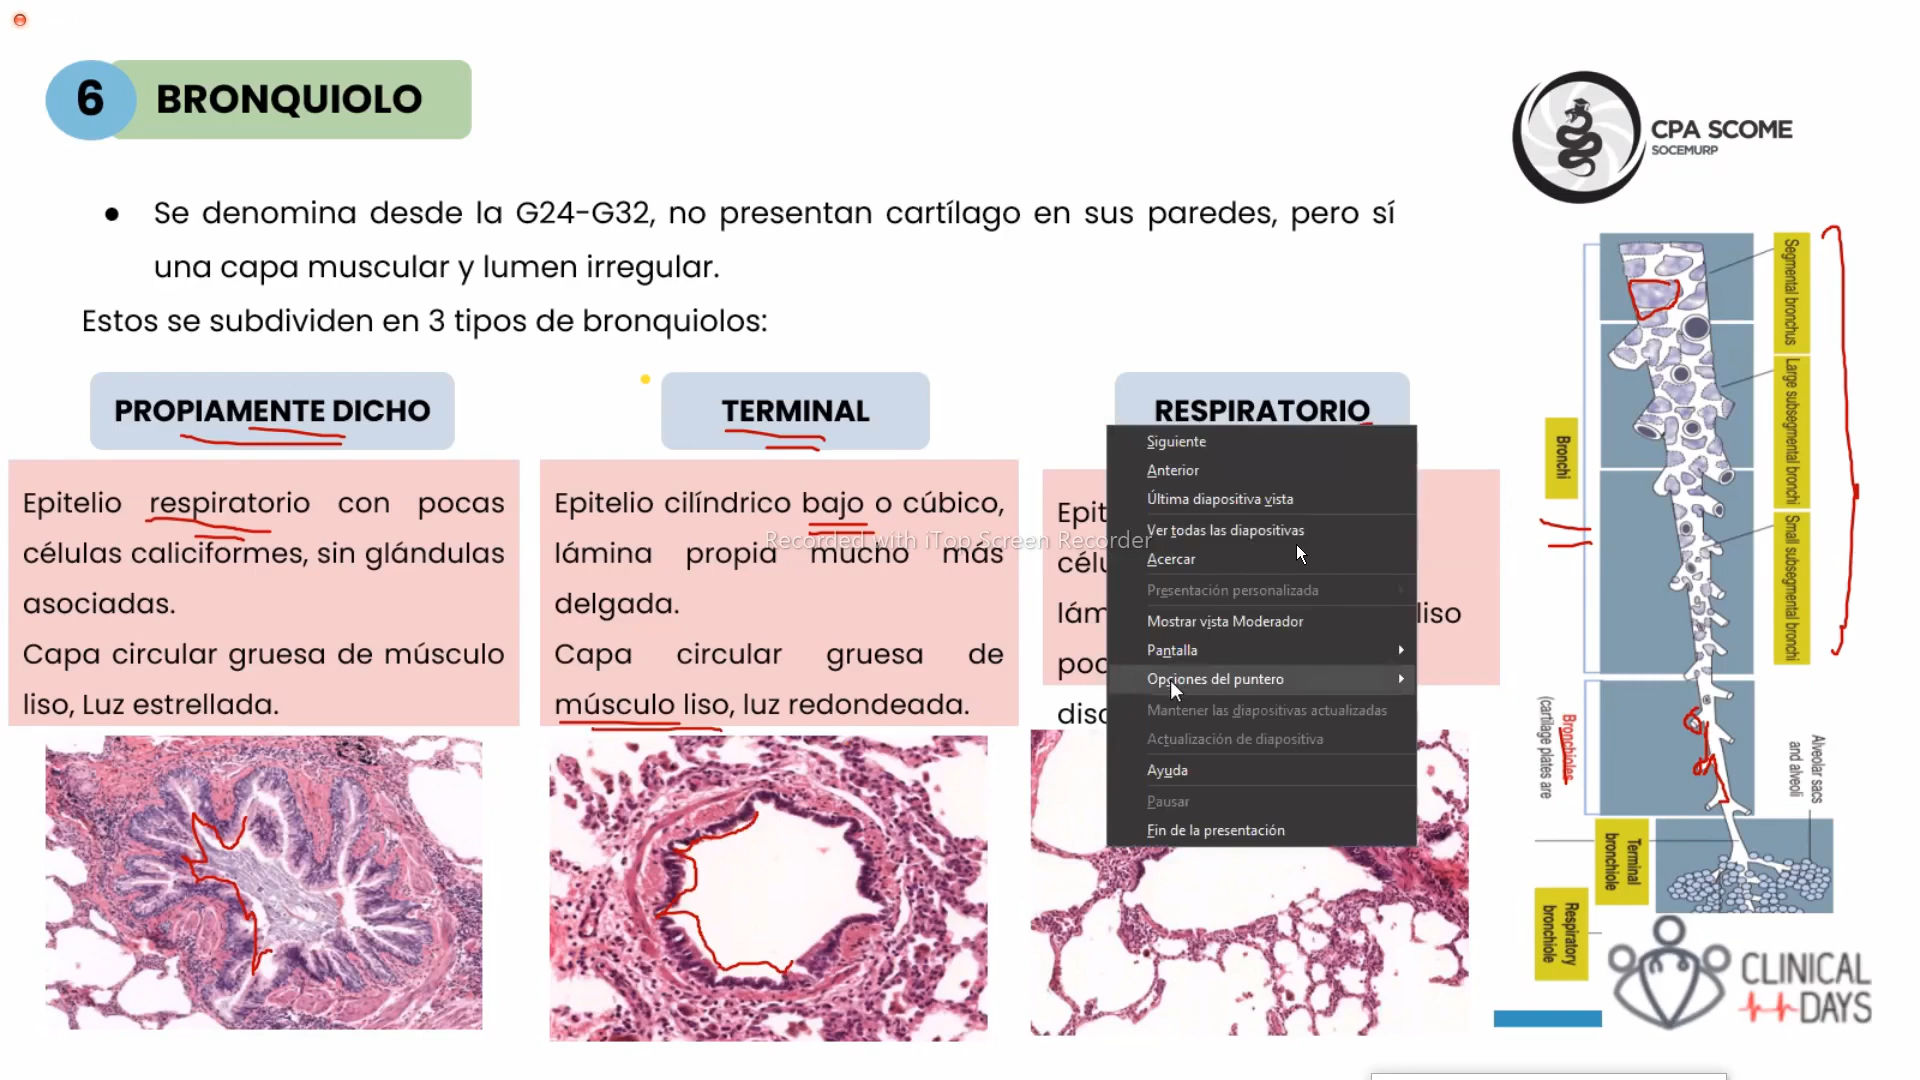 6 BRONQUIOLO
CPA SCOME
SOCEMURP
● Se denomina desde la G24-G32, no presentan cartílago en sus paredes, pero sí
una capa muscular y lumen irregular.
Estos se subdividen en 3 tipos de bronquiolos:
PROPIAMENTE DICHO
Epitelio respiratorio con pocas
células caliciformes, sin glándulas
asociadas.
Capa circular gruesa de músculo
liso, Luz estrellada.
TERMINAL
Epitelio cilíndrico bajo o cúbico,
lámina propia mucho más
delgada.
Capa circular gruesa de
músculo liso, luz redondeada.
RESPIRATORIO
liso
Recorded with iTop Screen Recorder
Siguiente
Anterior
Última diapositiva vista
Ver todas las diapositivas
Acercar
Presentación personalizada
Mostrar vista Moderador
Pantalla
Opciones del puntero
Mantener las diapositivas actualizadas
Actualización de diapositiva
Ayuda
Pausar
Fin de la presentación
Segmental bronchus
Large subsegmental bronchi
Small subsegmental bronchi
Bronchi
Bronchioles
(cartilage plates are
Alveolar sacs
and alveoli
Terminal
bronchiole
Respiratory
bronchiole
CLINICAL
DAYS